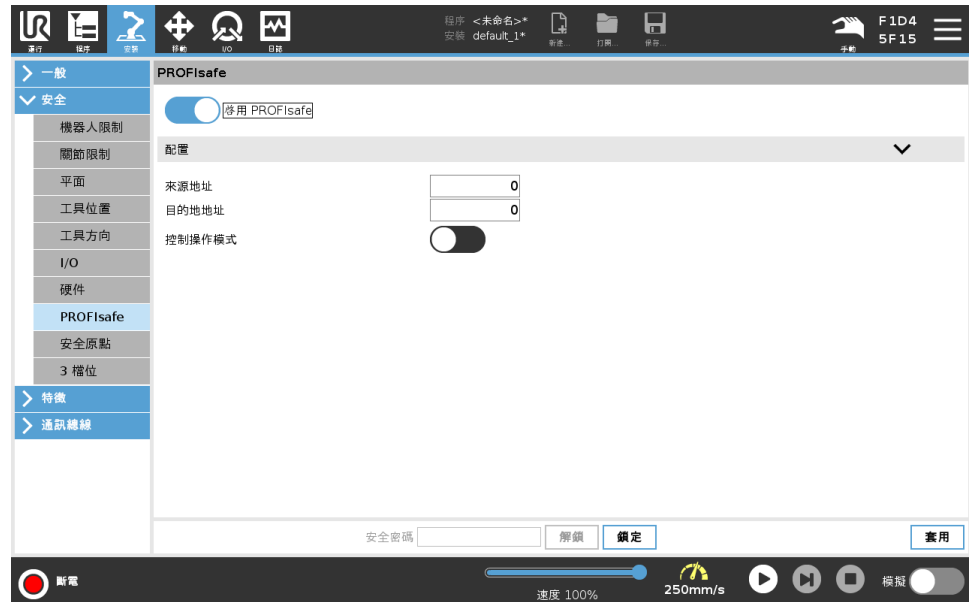 UR
運行
程序
安裝
移動
I/O
日誌
程序 <未命名>*
安裝 default_1*
新建...
打開...
保存...
手動
F1D4
5F15
一般
安全
機器人限制
關節限制
平面
工具位置
工具方向
I/O
硬件
PROFIsafe
安全原點
3 檔位
特徵
通訊總線
PROFIsafe
啓用 PROFIsafe
配置
來源地址 0
目的地地址 0
控制操作模式
安全密碼 解鎖 鎖定 套用
斷電
速度 100%
250mm/s
模擬